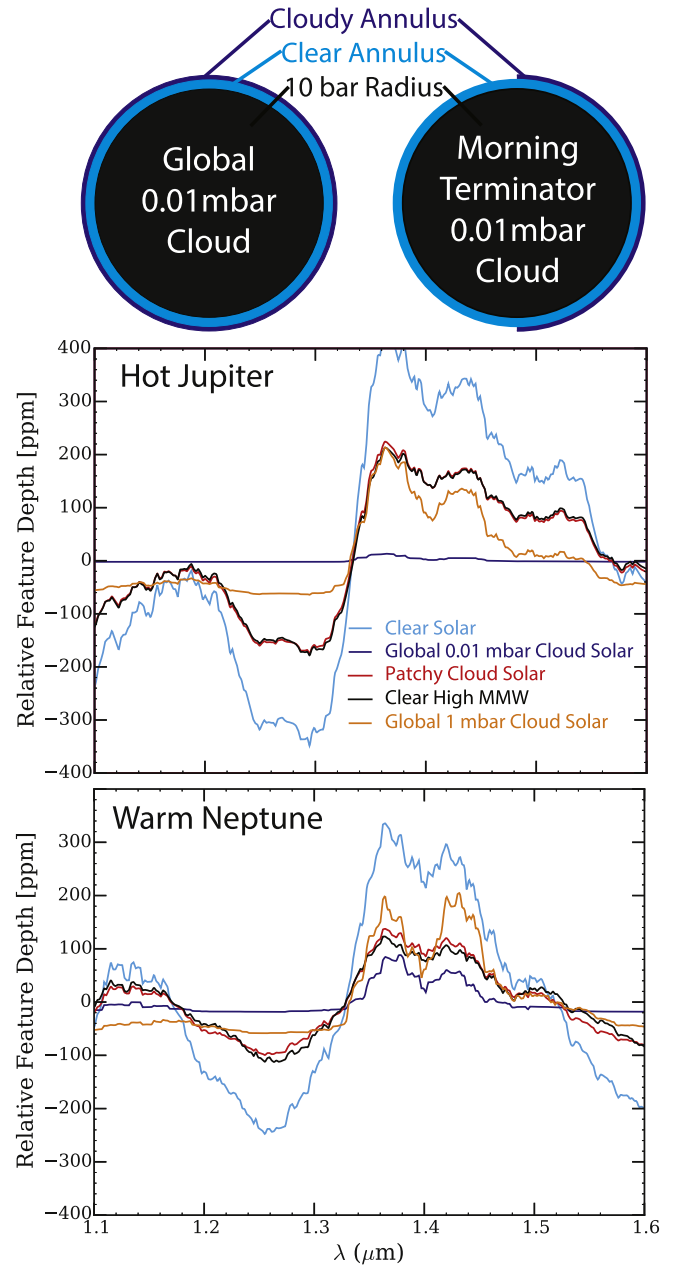 Cloudy Annulus
Clear Annulus
10 bar Radius
Global
0.01mbar
Cloud
Morning
Terminator
0.01mbar
Cloud
Hot Jupiter
Relative Feature Depth [ppm]
400
300
200
100
0
−100
−200
−300
−400
Clear Solar
Global 0.01 mbar Cloud Solar
Patchy Cloud Solar
Clear High MMW
Global 1 mbar Cloud Solar
Warm Neptune
Relative Feature Depth [ppm]
300
200
100
0
−100
−200
−300
−400
1.1 1.2 1.3 1.4 1.5 1.6
λ (μm)